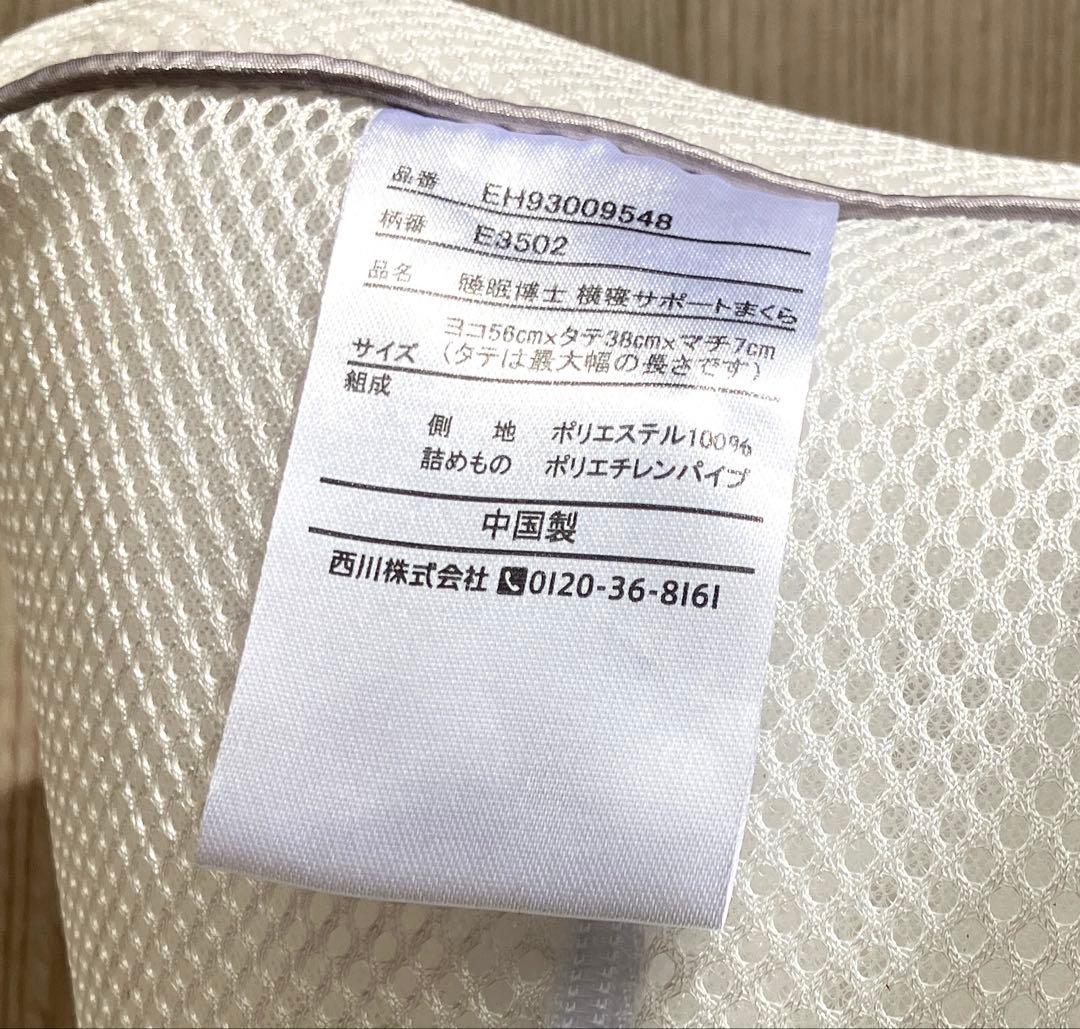 品番 EH93009548
柄番 E3502
品名 睡眠博士 横寝サポートまくら
ヨコ56cm×タテ38cm×マチ7cm
サイズ （タテは最大幅の長さです）
組成
側 地 ポリエステル100%
詰めもの ポリエチレンパイプ
中国製
西川株式会社 0120-36-8161